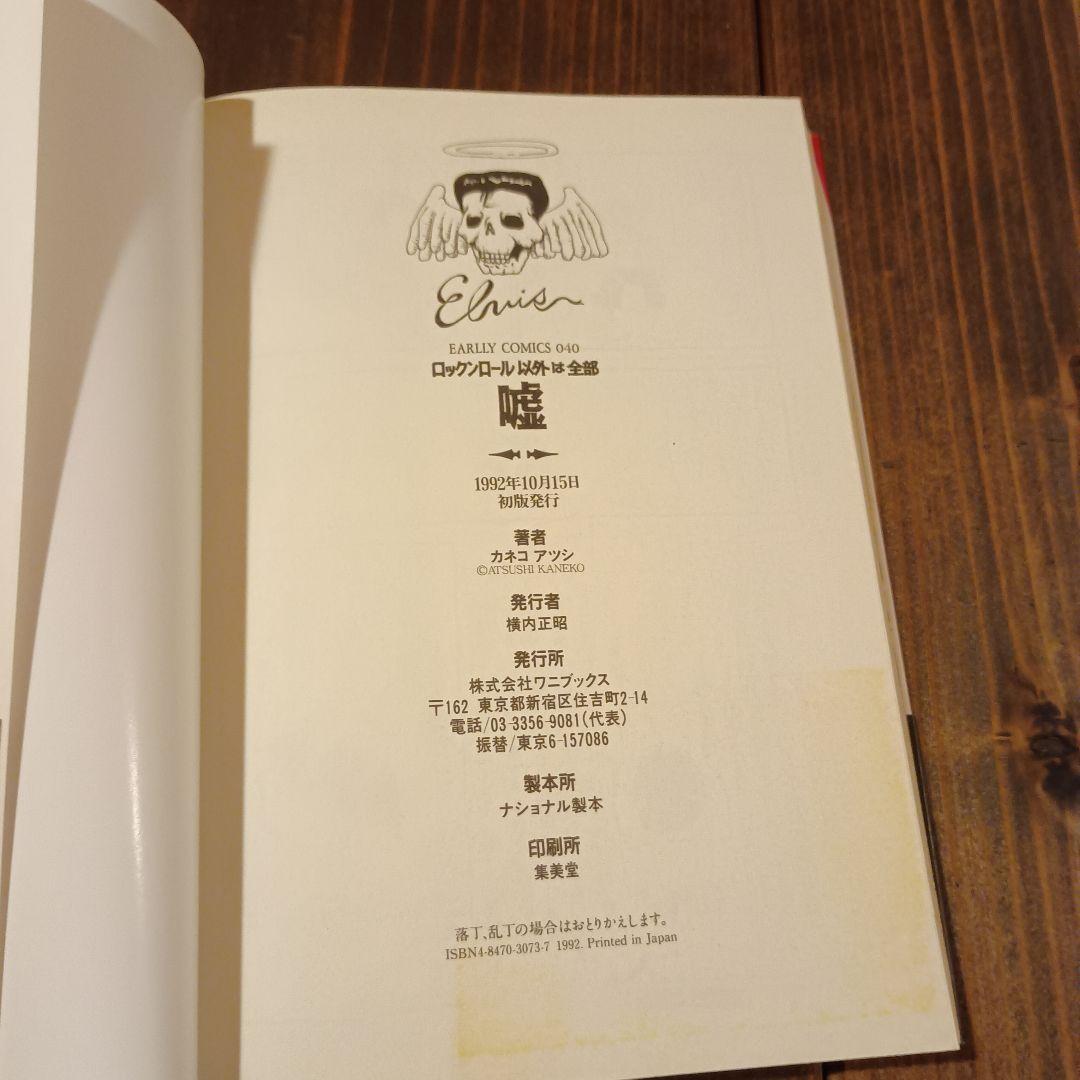 Elvis
EARLLY COMICS 040
ロックンロール以外は全部
嘘
1992年10月15日
初版発行
著者
カネコ アツシ
©ATSUSHI KANEKO
発行者
横内正昭
発行所
株式会社ワニブックス
〒162 東京都新宿区住吉町2-14
電話/03-3356-9081(代表)
振替/東京6-157086
製本所
ナショナル製本
印刷所
集美堂
落丁、乱丁の場合はおとりかえします。
ISBN4-8470-3073-7 1992. Printed in Japan